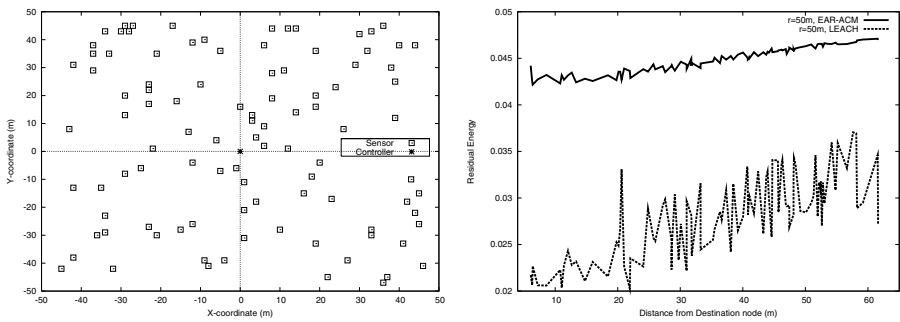 50
40
30
20
10
0
-10
-20
-30
-40
-50
-50 -40 -30 -20 -10 0 10 20 30 40 50
Y-coordinate (m)
X-coordinate (m)
Sensor
Controller
0.05
0.045
0.04
0.035
0.03
0.025
0.02
10 20 30 40 50 60
Residual Energy
Distance from Destination node (m)
r=50m, EAR-ACM
r=50m, LEACH